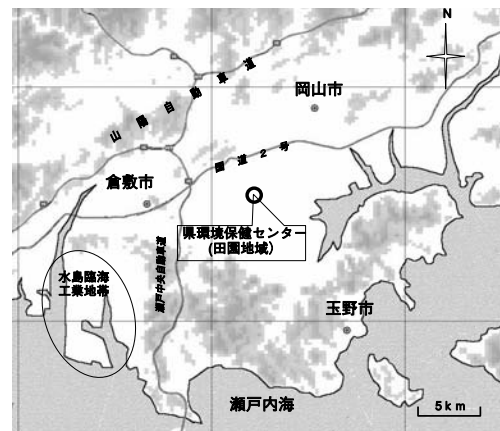 N
岡山市
山陽自動車道
国道2号
倉敷市
県環境保健センター
(田園地域)
水島臨海
工業地帯
瀬戸中央自動車道
玉野市
瀬戸内海
5km